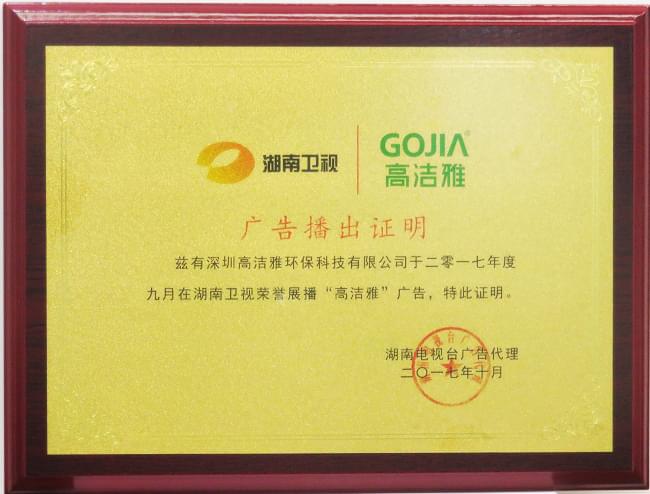 湖南卫视
GOJIA®
高洁雅
广告播出证明
兹有深圳高洁雅环保科技有限公司于二零一七年度
九月在湖南卫视荣誉展播“高洁雅”广告，特此证明。
湖南电视台广告代理
二〇一七年十月